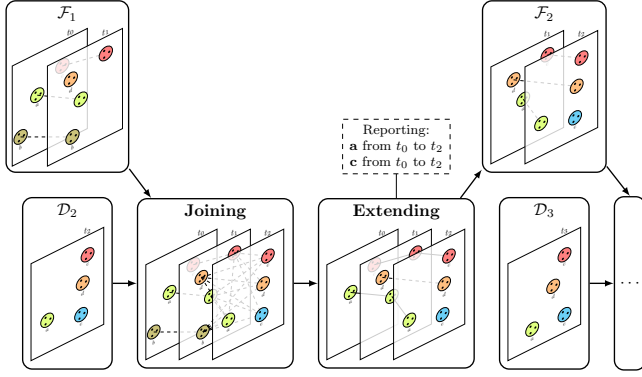 𝓕₁
t₀ t₁
𝓕₂
t₁ t₂
Reporting:
a from t₀ to t₂
c from t₀ to t₂
𝓓₂
t₂
Joining
t₀ t₁ t₂
Extending
t₀ t₁ t₂
𝓓₃
t₃
...